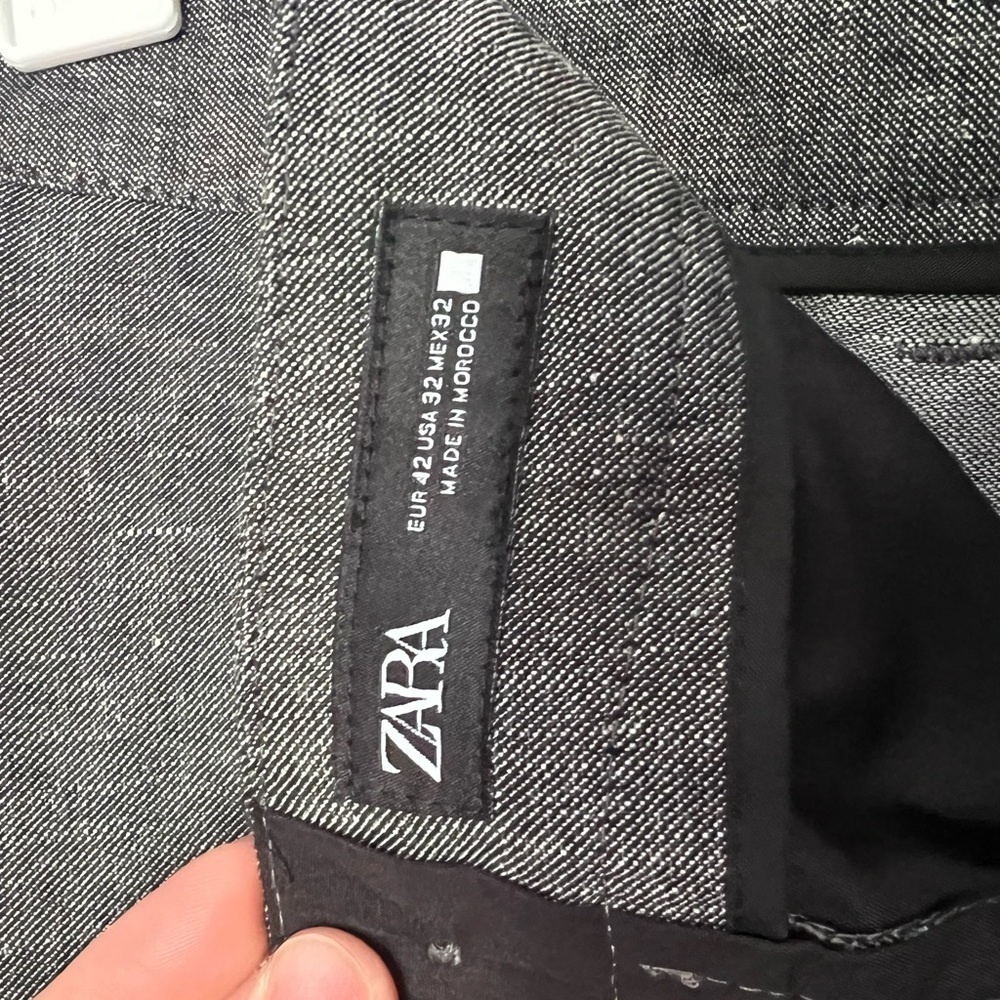 ZARA
EUR 42 USA 32 MEX 32
MADE IN MOROCCO